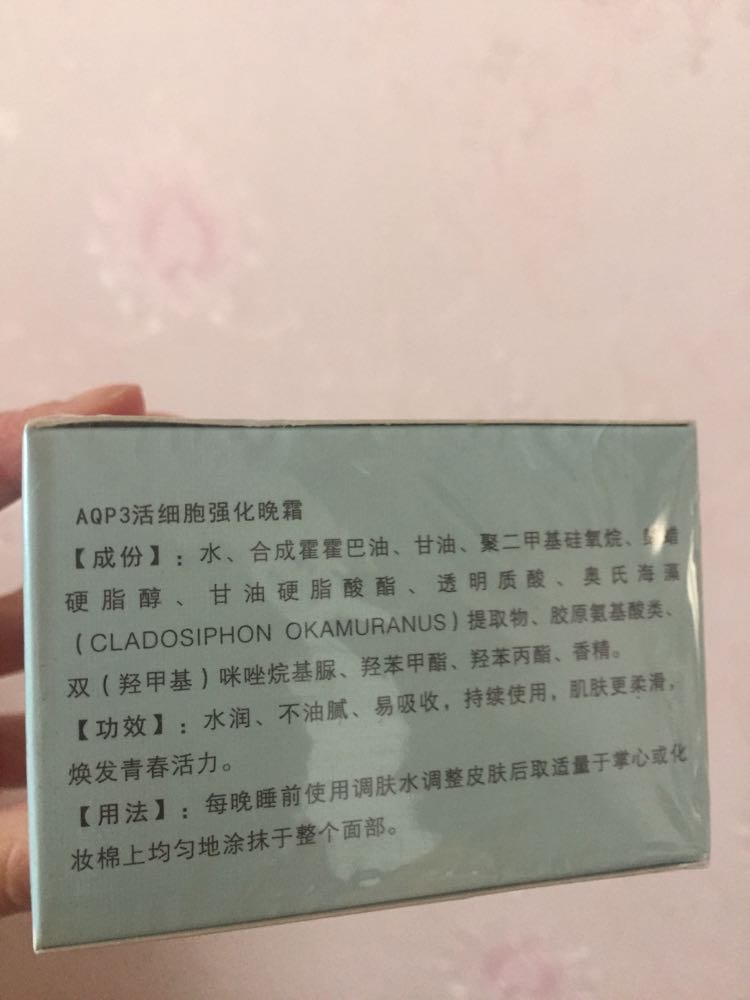 AQP3活细胞强化晚霜
【成份】：水、合成霍霍巴油、甘油、聚二甲基硅氧烷、蜡
硬脂醇、甘油硬脂酸酯、透明质酸、奥氏海藻
（CLADOSIPHON OKAMURANUS）提取物、胶原氨基酸类、
双（羟甲基）咪唑烷基脲、羟苯甲酯、羟苯丙酯、香精。
【功效】：水润、不油腻、易吸收，持续使用，肌肤更柔滑，
焕发青春活力。
【用法】：每晚睡前使用调肤水调整皮肤后取适量于掌心或化
妆棉上均匀地涂抹于整个面部。